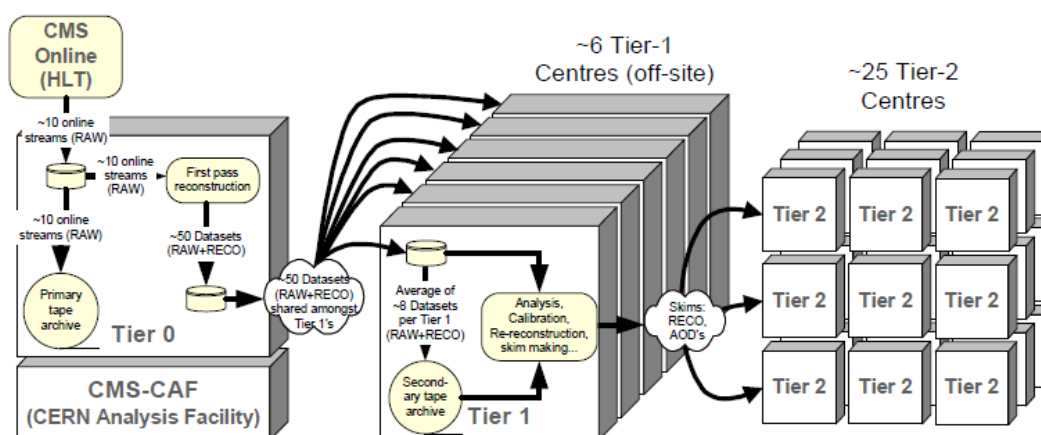 CMS
Online
(HLT)
~10 online
streams (RAW)
~10 online
streams
(RAW)
First pass
reconstruction
~10 online
streams (RAW)
~50 Datasets
(RAW+RECO)
Primary
tape
archive
Tier 0
CMS-CAF
(CERN Analysis Facility)
~50 Datasets
(RAW+RECO)
shared amongst
Tier 1's
~6 Tier-1
Centres (off-site)
Average of
~8 Datasets
per Tier 1
(RAW+RECO)
Analysis,
Calibration,
Re-reconstruction,
skim making...
Second-
ary tape
archive
Tier 1
Skims:
RECO,
AOD's
~25 Tier-2
Centres
Tier 2
Tier 2
Tier 2
Tier 2
Tier 2
Tier 2
Tier 2
Tier 2
Tier 2